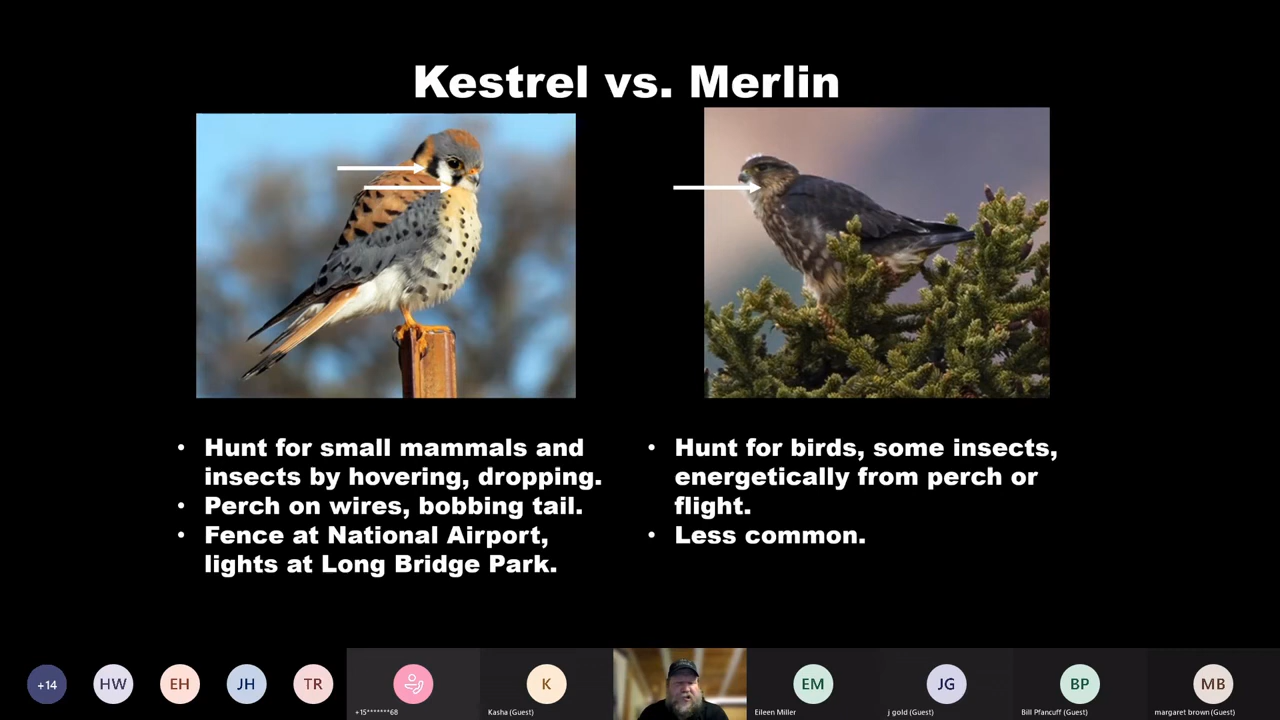 Kestrel vs. Merlin
• Hunt for small mammals and
insects by hovering, dropping.
• Perch on wires, bobbing tail.
• Fence at National Airport,
lights at Long Bridge Park.
• Hunt for birds, some insects,
energetically from perch or
flight.
• Less common.
+14
HW
EH
JH
TR
+15*******68
K
Kasha (Guest)
EM
Eileen Miller
JG
j gold (Guest)
BP
Bill Pfancuff (Guest)
MB
margaret brown (Guest)